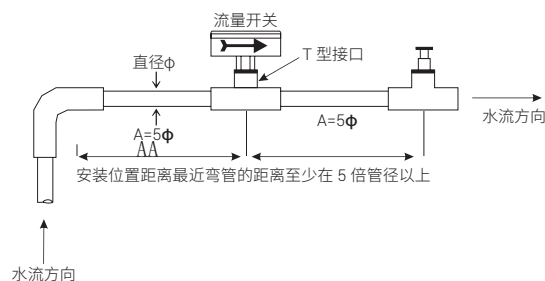 流量开关
T 型接口
直径φ
水流方向
A=5φ
A=5φ
AA
安装位置距离最近弯管的距离至少在 5 倍管径以上
水流方向